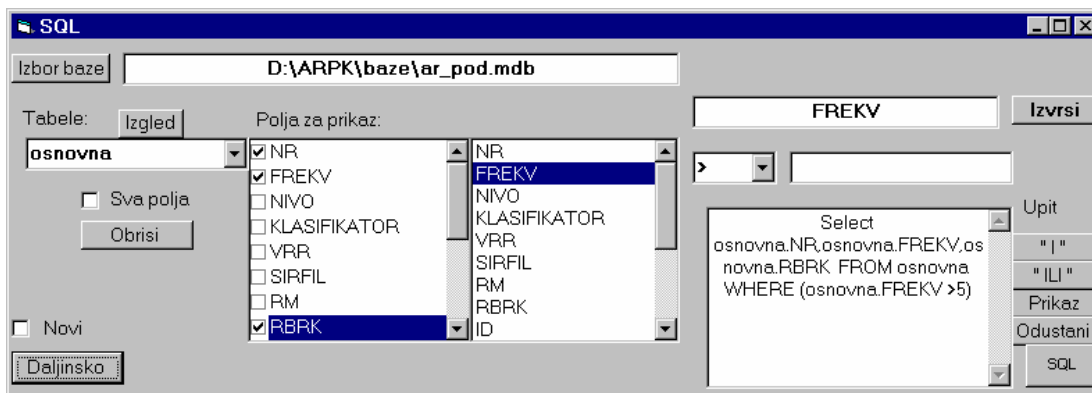 SQL
Izbor baze
D:\ARPK\baze\ar_pod.mdb
Tabele:
Izgled
Polja za prikaz:
FREKV
Izvrsi
osnovna
NR
FREKV
NIVO
KLASIFIKATOR
VRR
SIRFIL
RM
RBRK
NR
FREKV
NIVO
KLASIFIKATOR
VRR
SIRFIL
RM
RBRK
ID
>
Sva polja
Obrisi
Novi
Daljinsko
Select
osnovna.NR,osnovna.FREKV,os
novna.RBRK FROM osnovna
WHERE (osnovna.FREKV >5)
Upit
" I "
" ILI "
Prikaz
Odustani
SQL